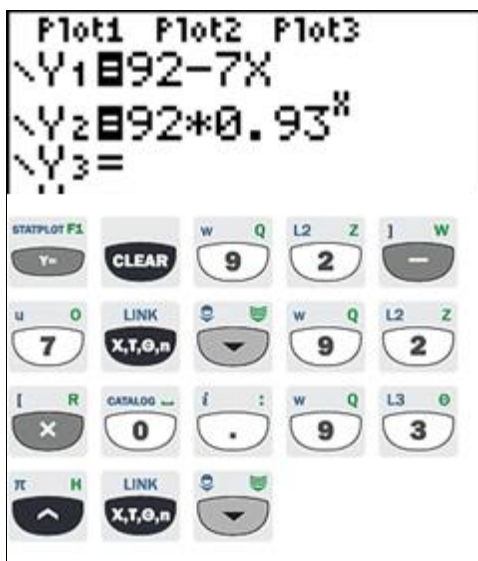 Plot1 Plot2 Plot3
\Y1=92-7X
\Y2=92*0.93^X
\Y3=
STATPLOT F1 w Q L2 Z ] W
Y= CLEAR 9 2 −
u O LINK w Q L2 Z
7 X,T,Θ,n 9 2
[ R CATALOG i : w Q L3 Θ
× 0 . 9 3
π H LINK
^ X,T,Θ,n